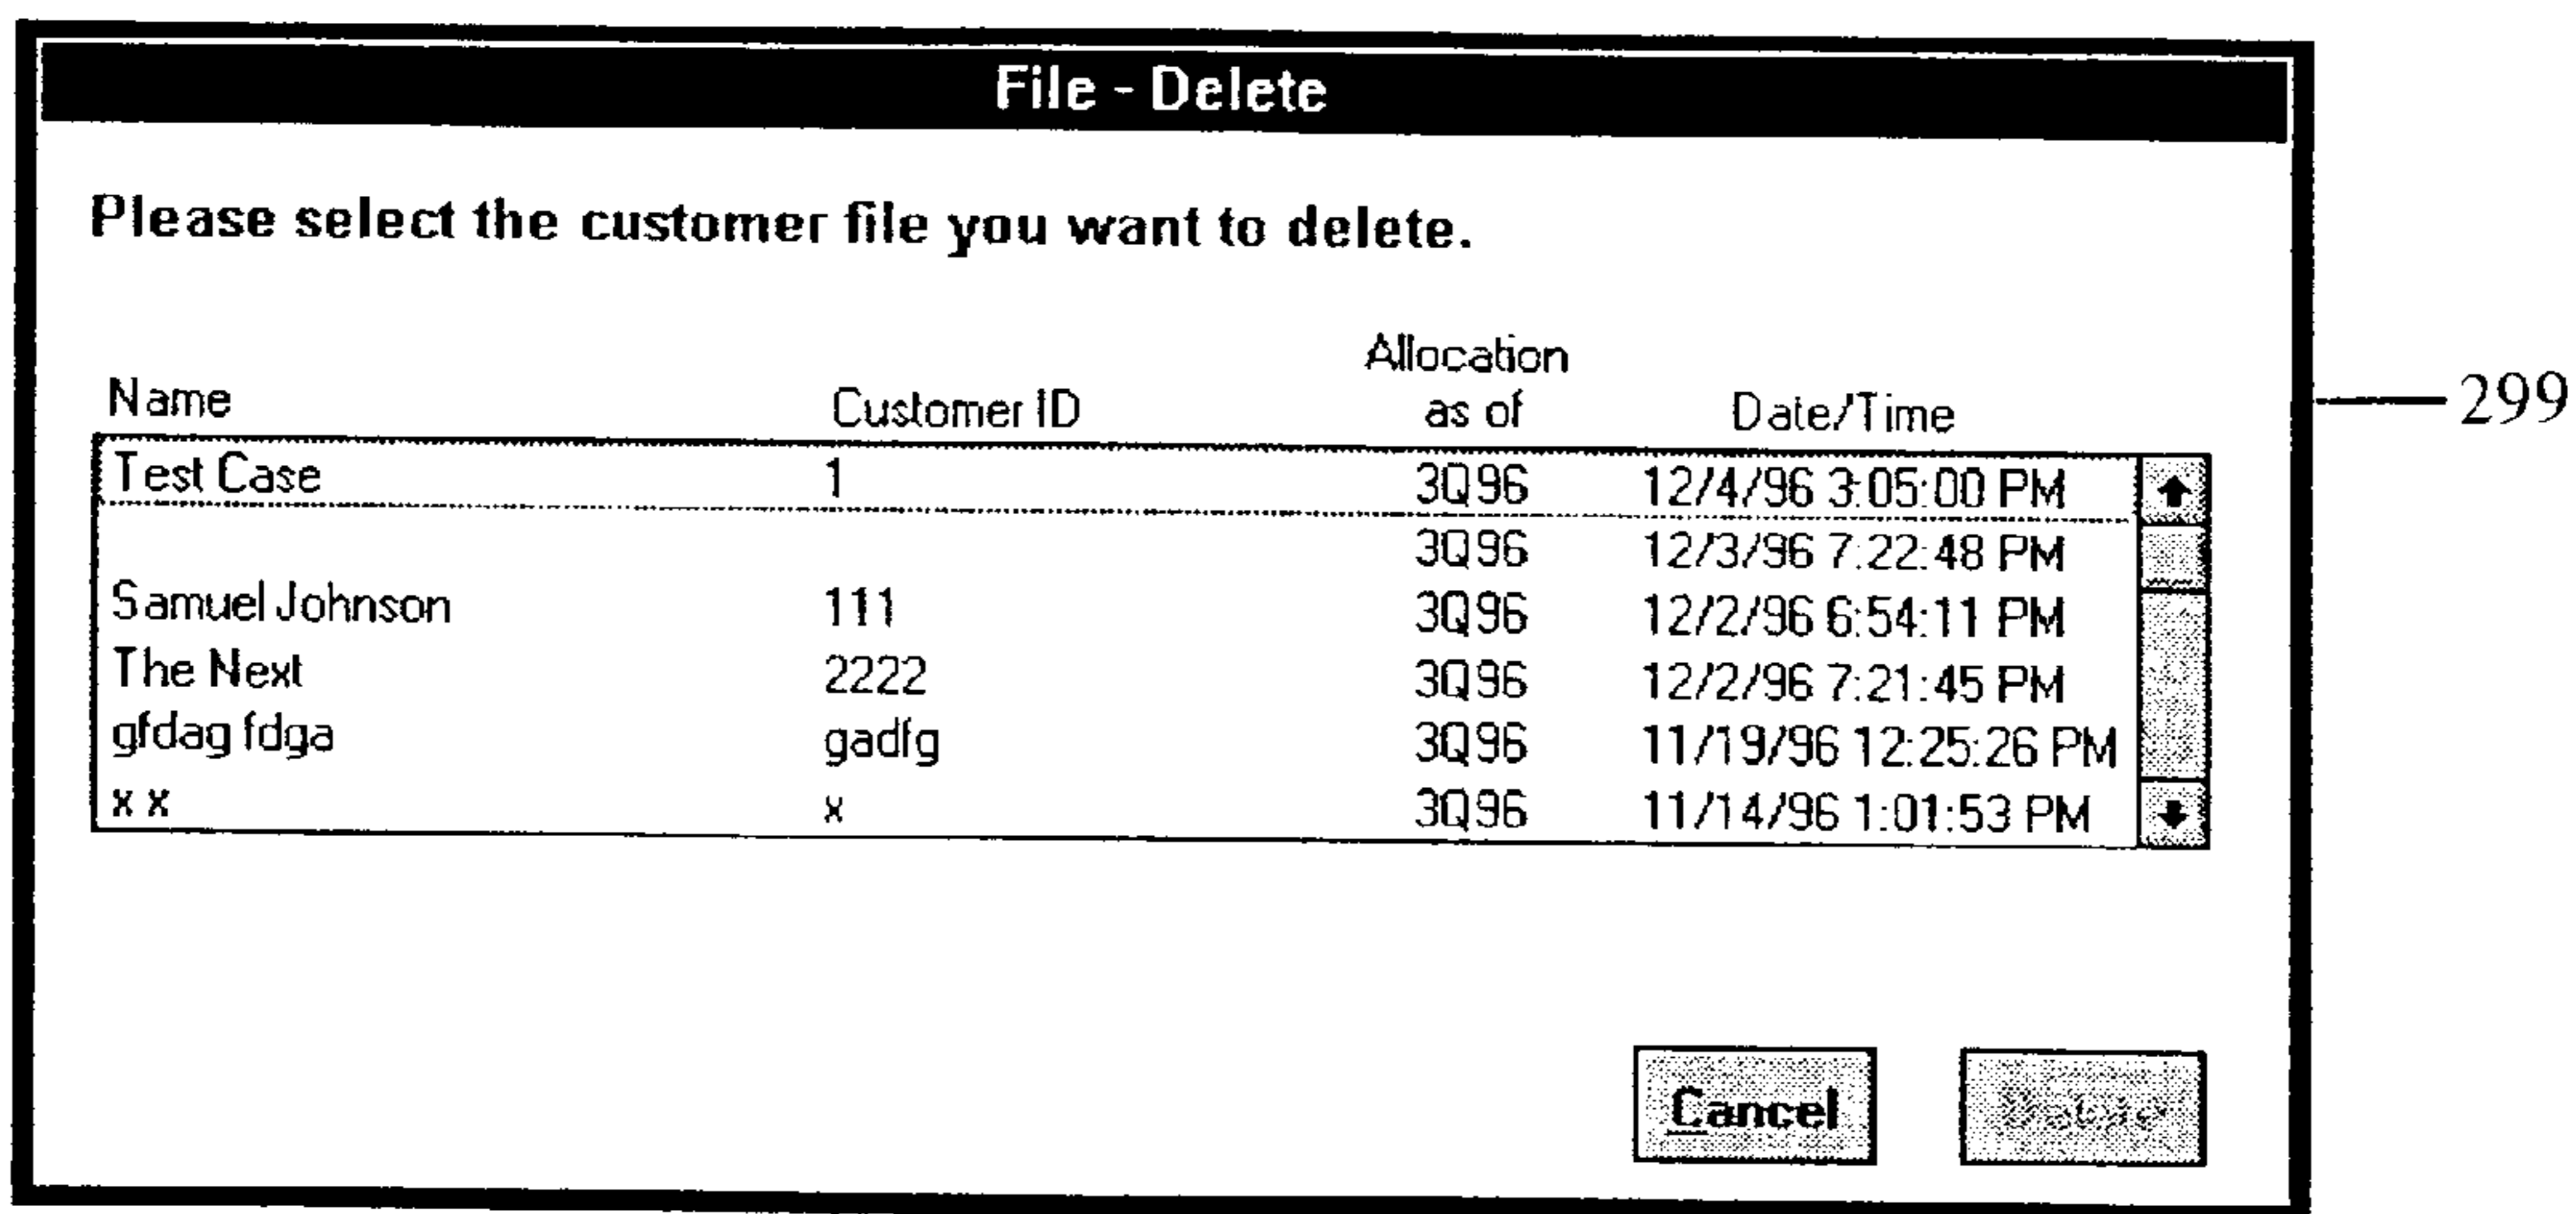 File - Delete
Please select the customer file you want to delete.
Allocation
Name Customer ID as of Date/Time
299
Test Case 1 3Q96 12/4/96 3:05:00 PM
3Q96 12/3/96 7:22:48 PM
Samuel Johnson 111 3Q96 12/2/96 6:54:11 PM
The Next 2222 3Q96 12/2/96 7:21:45 PM
gfdag fdga gadfg 3Q96 11/19/96 12:25:26 PM
x x x 3Q96 11/14/96 1:01:53 PM
Cancel